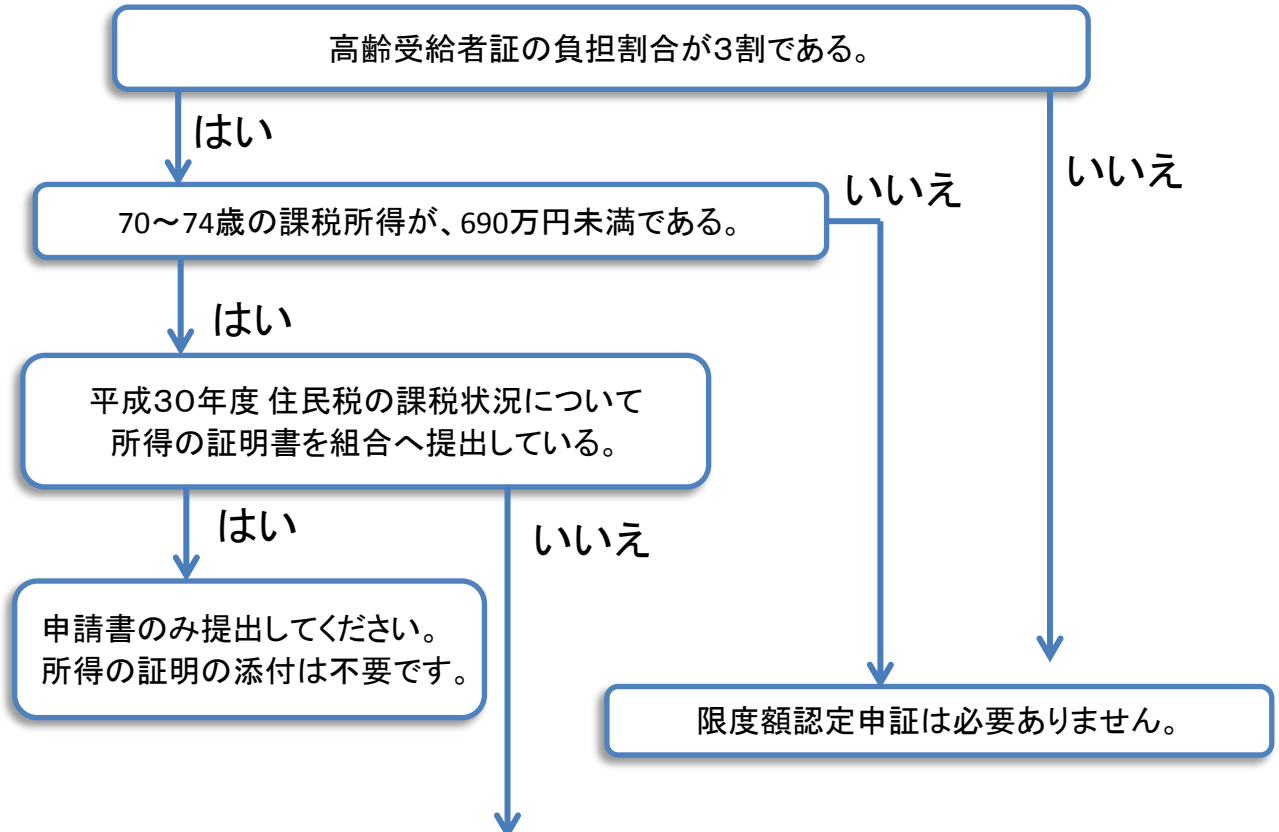 高齢受給者証の負担割合が3割である。
はい
いいえ
いいえ
70～74歳の課税所得が、690万円未満である。
はい
平成30年度 住民税の課税状況について
所得の証明書を組合へ提出している。
はい
いいえ
申請書のみ提出してください。
所得の証明の添付は不要です。
限度額認定申証は必要ありません。